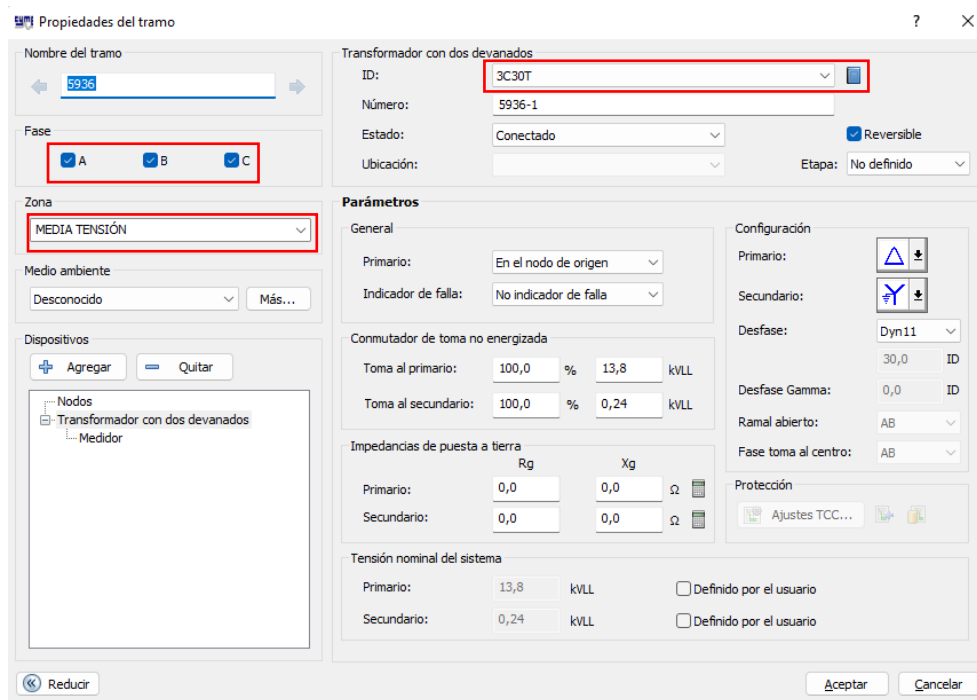 Propiedades del tramo ?
Nombre del tramo
5936
Fase
A B C
Zona
MEDIA TENSIÓN
Medio ambiente
Desconocido Más...
Dispositivos
Agregar Quitar
Nodos
Transformador con dos devanados
Medidor
Transformador con dos devanados
ID: 3C30T
Número: 5936-1
Estado: Conectado Reversible
Ubicación: Etapa: No definido
Parámetros
General
Primario: En el nodo de origen
Indicador de falla: No indicador de falla
Conmutador de toma no energizada
Toma al primario: 100,0 % 13,8 kVLL
Toma al secundario: 100,0 % 0,24 kVLL
Impedancias de puesta a tierra
Rg Xg
Primario: 0,0 0,0 Ω
Secundario: 0,0 0,0 Ω
Configuración
Primario:
Secundario:
Desfase: Dyn11
30,0 ID
Desfase Gamma: 0,0 ID
Ramal abierto: AB
Fase toma al centro: AB
Protección
Ajustes TCC...
Tensión nominal del sistema
Primario: 13,8 kVLL Definido por el usuario
Secundario: 0,24 kVLL Definido por el usuario
Reducir Aceptar Cancelar